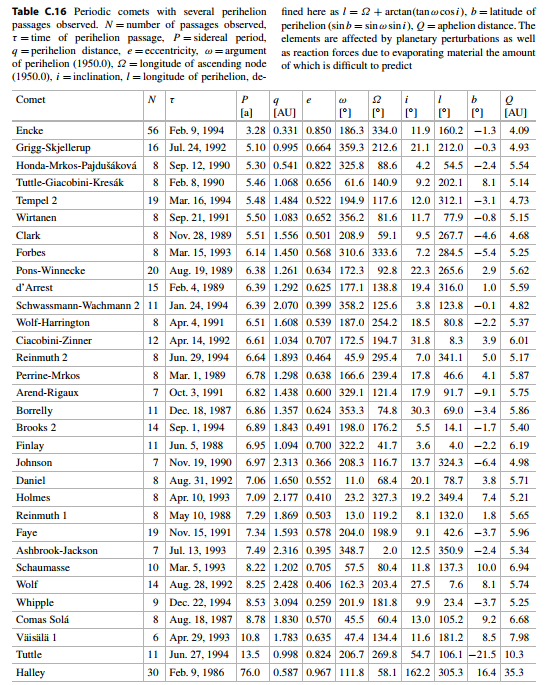 Table C.16 Periodic comets with several perihelion
passages observed. N = number of passages observed,
τ = time of perihelion passage, P = sidereal period,
q = perihelion distance, e = eccentricity, ω = argument
of perihelion (1950.0), Ω = longitude of ascending node
(1950.0), i = inclination, l = longitude of perihelion, de-
fined here as l = Ω + arctan(tan ω cos i), b = latitude of
perihelion (sin b = sin ω sin i), Q = aphelion distance. The
elements are affected by planetary perturbations as well
as reaction forces due to evaporating material the amount
of which is difficult to predict
Comet N τ P q e ω Ω i l b Q
[a] [AU] [°] [°] [°] [°] [°] [AU]
Encke 56 Feb. 9, 1994 3.28 0.331 0.850 186.3 334.0 11.9 160.2 −1.3 4.09
Grigg-Skjellerup 16 Jul. 24, 1992 5.10 0.995 0.664 359.3 212.6 21.1 212.0 −0.3 4.93
Honda-Mrkos-Pajdušáková 8 Sep. 12, 1990 5.30 0.541 0.822 325.8 88.6 4.2 54.5 −2.4 5.54
Tuttle-Giacobini-Kresák 8 Feb. 8, 1990 5.46 1.068 0.656 61.6 140.9 9.2 202.1 8.1 5.14
Tempel 2 19 Mar. 16, 1994 5.48 1.484 0.522 194.9 117.6 12.0 312.1 −3.1 4.73
Wirtanen 8 Sep. 21, 1991 5.50 1.083 0.652 356.2 81.6 11.7 77.9 −0.8 5.15
Clark 8 Nov. 28, 1989 5.51 1.556 0.501 208.9 59.1 9.5 267.7 −4.6 4.68
Forbes 8 Mar. 15, 1993 6.14 1.450 0.568 310.6 333.6 7.2 284.5 −5.4 5.25
Pons-Winnecke 20 Aug. 19, 1989 6.38 1.261 0.634 172.3 92.8 22.3 265.6 2.9 5.62
d'Arrest 15 Feb. 4, 1989 6.39 1.292 0.625 177.1 138.8 19.4 316.0 1.0 5.59
Schwassmann-Wachmann 2 11 Jan. 24, 1994 6.39 2.070 0.399 358.2 125.6 3.8 123.8 −0.1 4.82
Wolf-Harrington 8 Apr. 4, 1991 6.51 1.608 0.539 187.0 254.2 18.5 80.8 −2.2 5.37
Ciacobini-Zinner 12 Apr. 14, 1992 6.61 1.034 0.707 172.5 194.7 31.8 8.3 3.9 6.01
Reinmuth 2 8 Jun. 29, 1994 6.64 1.893 0.464 45.9 295.4 7.0 341.1 5.0 5.17
Perrine-Mrkos 8 Mar. 1, 1989 6.78 1.298 0.638 166.6 239.4 17.8 46.6 4.1 5.87
Arend-Rigaux 7 Oct. 3, 1991 6.82 1.438 0.600 329.1 121.4 17.9 91.7 −9.1 5.75
Borrelly 11 Dec. 18, 1987 6.86 1.357 0.624 353.3 74.8 30.3 69.0 −3.4 5.86
Brooks 2 14 Sep. 1, 1994 6.89 1.843 0.491 198.0 176.2 5.5 14.1 −1.7 5.40
Finlay 11 Jun. 5, 1988 6.95 1.094 0.700 322.2 41.7 3.6 4.0 −2.2 6.19
Johnson 7 Nov. 19, 1990 6.97 2.313 0.366 208.3 116.7 13.7 324.3 −6.4 4.98
Daniel 8 Aug. 31, 1992 7.06 1.650 0.552 11.0 68.4 20.1 78.7 3.8 5.71
Holmes 8 Apr. 10, 1993 7.09 2.177 0.410 23.2 327.3 19.2 349.4 7.4 5.21
Reinmuth 1 8 May 10, 1988 7.29 1.869 0.503 13.0 119.2 8.1 132.0 1.8 5.65
Faye 19 Nov. 15, 1991 7.34 1.593 0.578 204.0 198.9 9.1 42.6 −3.7 5.96
Ashbrook-Jackson 7 Jul. 13, 1993 7.49 2.316 0.395 348.7 2.0 12.5 350.9 −2.4 5.34
Schaumasse 10 Mar. 5, 1993 8.22 1.202 0.705 57.5 80.4 11.8 137.3 10.0 6.94
Wolf 14 Aug. 28, 1992 8.25 2.428 0.406 162.3 203.4 27.5 7.6 8.1 5.74
Whipple 9 Dec. 22, 1994 8.53 3.094 0.259 201.9 181.8 9.9 23.4 −3.7 5.25
Comas Solá 8 Aug. 18, 1987 8.78 1.830 0.570 45.5 60.4 13.0 105.2 9.2 6.68
Väisälä 1 6 Apr. 29, 1993 10.8 1.783 0.635 47.4 134.4 11.6 181.2 8.5 7.98
Tuttle 11 Jun. 27, 1994 13.5 0.998 0.824 206.7 269.8 54.7 106.1 −21.5 10.3
Halley 30 Feb. 9, 1986 76.0 0.587 0.967 111.8 58.1 162.2 305.3 16.4 35.3